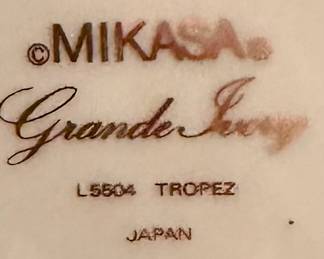 ©MIKASA®
Grande Ivory
L5504 TROPEZ
JAPAN